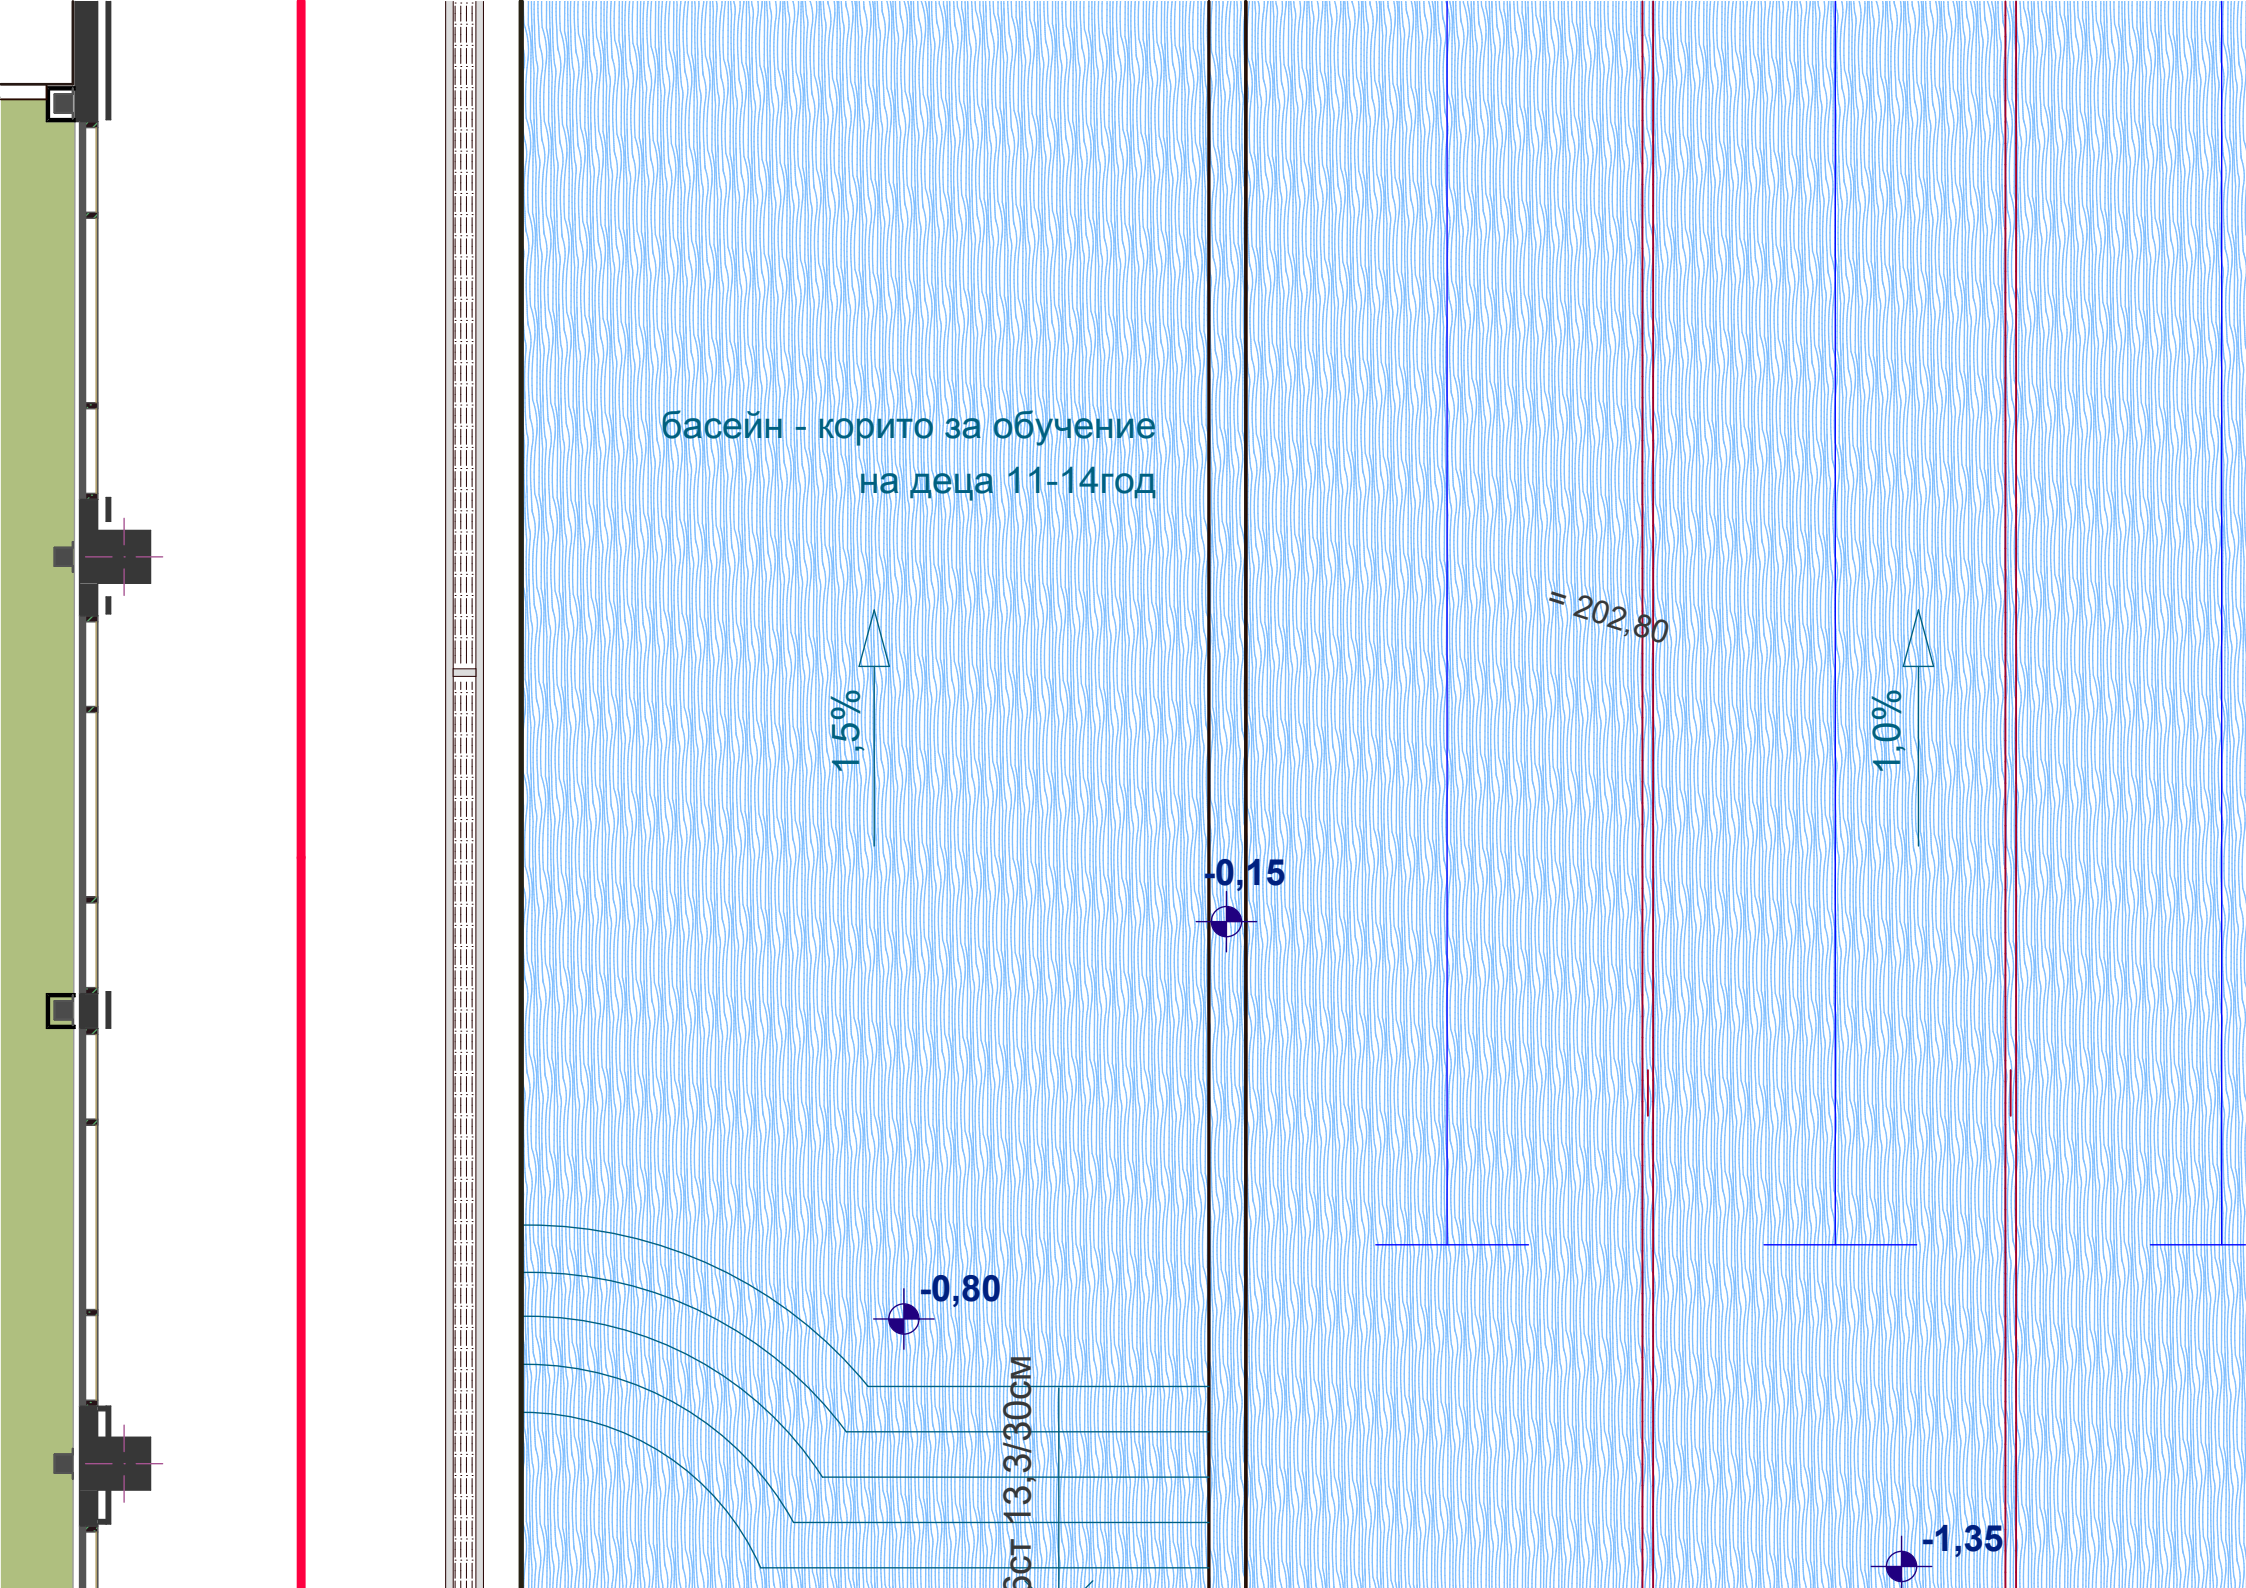 басейн - корито за обучение
на деца 11-14год
= 202,80
1,5%
1,0%
-0,15
-0,80
6ст 13,3/30см
-1,35